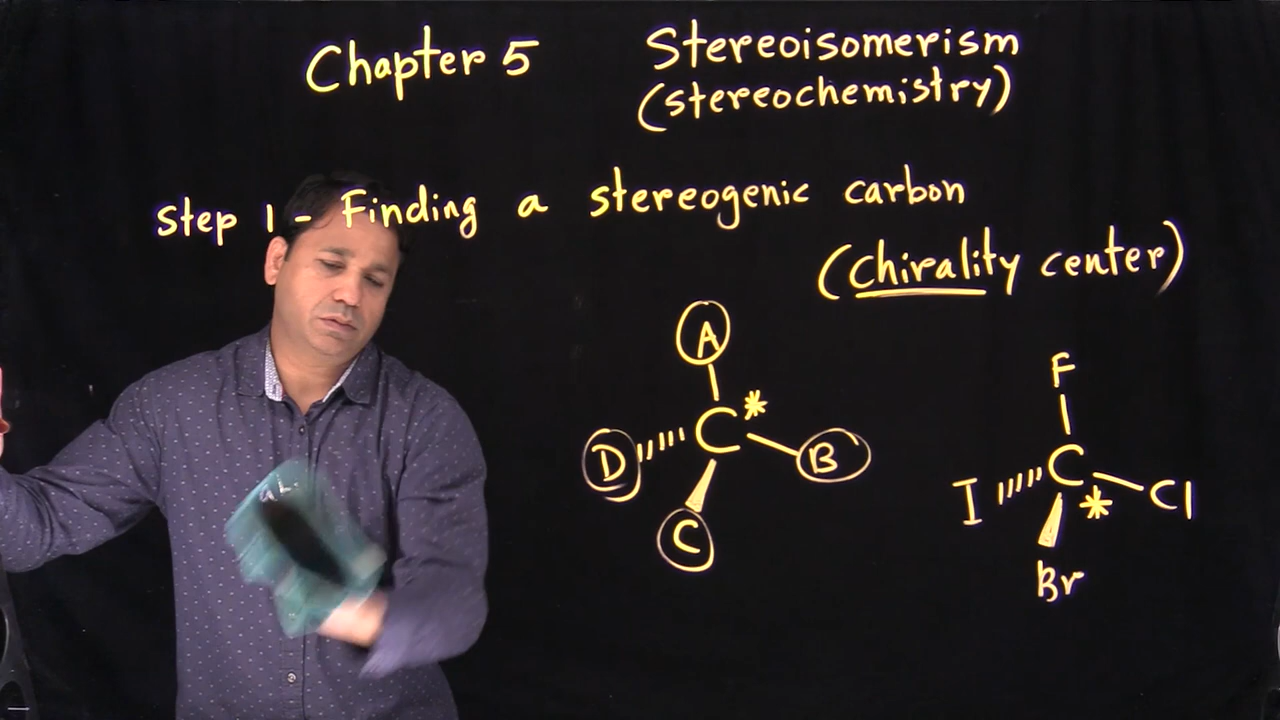 Chapter 5
Stereoisomerism
(stereochemistry)
Step 1 - Finding a stereogenic carbon
(chirality center)
A
C *
D
B
C
F
C *
I
Cl
Br